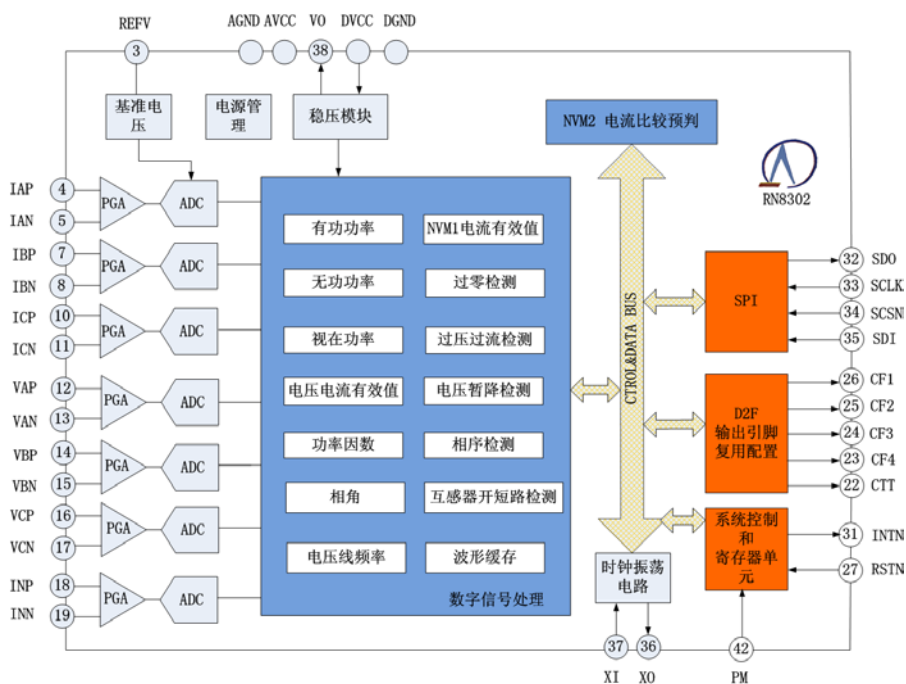 REFV
AGND AVCC VO DVCC DGND
3
38
基准电
压
电源管
理
稳压模块
NVM2 电流比较预判
RN8302
IAP 4
IAN 5
PGA
ADC
IBP 7
IBN 8
PGA
ADC
ICP 10
ICN 11
PGA
ADC
VAP 12
VAN 13
PGA
ADC
VBP 14
VBN 15
PGA
ADC
VCP 16
VCN 17
PGA
ADC
INP 18
INN 19
PGA
ADC
有功功率
NVM1电流有效值
无功功率
过零检测
视在功率
过压过流检测
电压电流有效值
电压暂降检测
功率因数
相序检测
相角
互感器开短路检测
电压线频率
波形缓存
数字信号处理
CTROL&DATA BUS
SPI
32 SDO
33 SCLK
34 SCSN
35 SDI
D2F
输出引脚
复用配置
26 CF1
25 CF2
24 CF3
23 CF4
22 CTT
系统控制
和
寄存器单
元
31 INTN
27 RSTN
时钟振荡
电路
37
36
42
XI
XO
PM